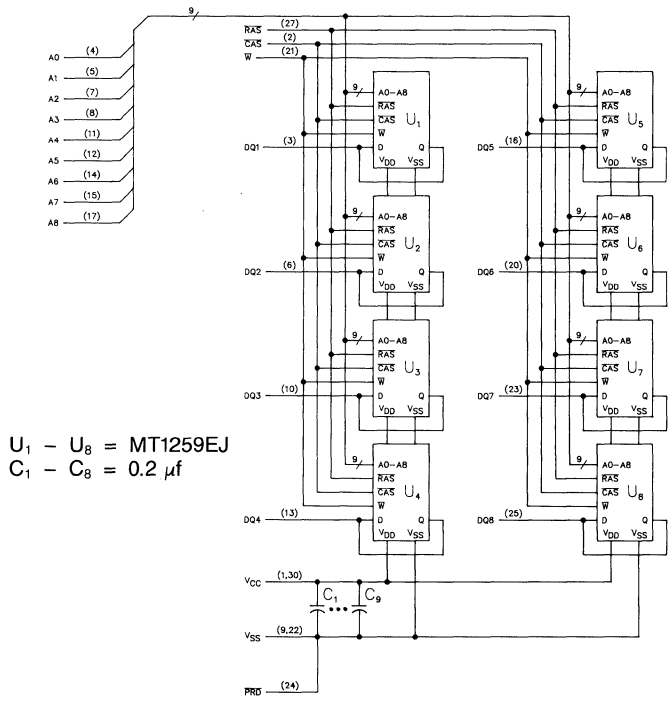 9
RAS (27)
CAS (2)
W (21)
A0 (4)
A1 (5)
A2 (7)
A3 (8)
A4 (11)
A5 (12)
A6 (14)
A7 (15)
A8 (17)
9 A0-A8
RAS
CAS
W
D Q
VDD VSS
U1
DQ1 (3)
9 A0-A8
RAS
CAS
W
D Q
VDD VSS
U5
DQ5 (16)
9 A0-A8
RAS
CAS
W
D Q
VDD VSS
U2
DQ2 (6)
9 A0-A8
RAS
CAS
W
D Q
VDD VSS
U6
DQ6 (20)
9 A0-A8
RAS
CAS
W
D Q
VDD VSS
U3
DQ3 (10)
9 A0-A8
RAS
CAS
W
D Q
VDD VSS
U7
DQ7 (23)
9 A0-A8
RAS
CAS
W
D Q
VDD VSS
U4
DQ4 (13)
9 A0-A8
RAS
CAS
W
D Q
VDD VSS
U8
DQ8 (25)
U1 - U8 = MT1259EJ
C1 - C8 = 0.2 µf
VCC (1,30)
C1 ••• C9
VSS (9,22)
PRD (24)